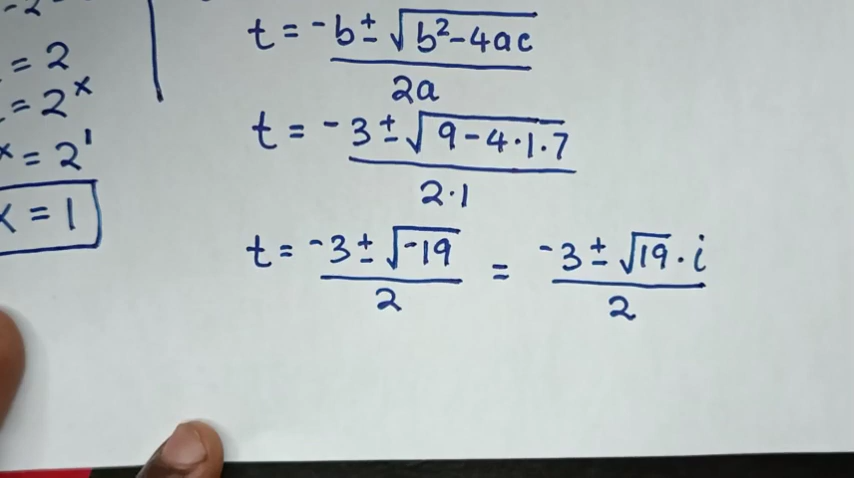 -2
= 2
= 2^x
x = 2^1
x = 1
t = (-b ± √(b²-4ac)) / 2a
t = (-3 ± √(9-4·1·7)) / 2·1
t = (-3 ± √(-19)) / 2 = (-3 ± √19·i) / 2